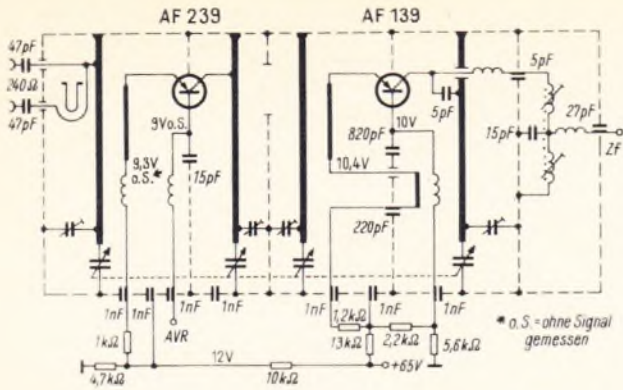 AF 239 AF 139
47pF
240Ω
47pF
5pF
5pF
27pF
15pF
ZF
9V o.S.
10V
820pF
9,3V
o.S.*
15pF
10,4V
220pF
1nF 1nF 1nF 1nF 1nF 1nF 1nF
AVR
1kΩ
1,2kΩ
13kΩ
2,2kΩ
5,6kΩ
* o.S. = ohne Signal
gemessen
4,7kΩ
12V
10kΩ
+65V